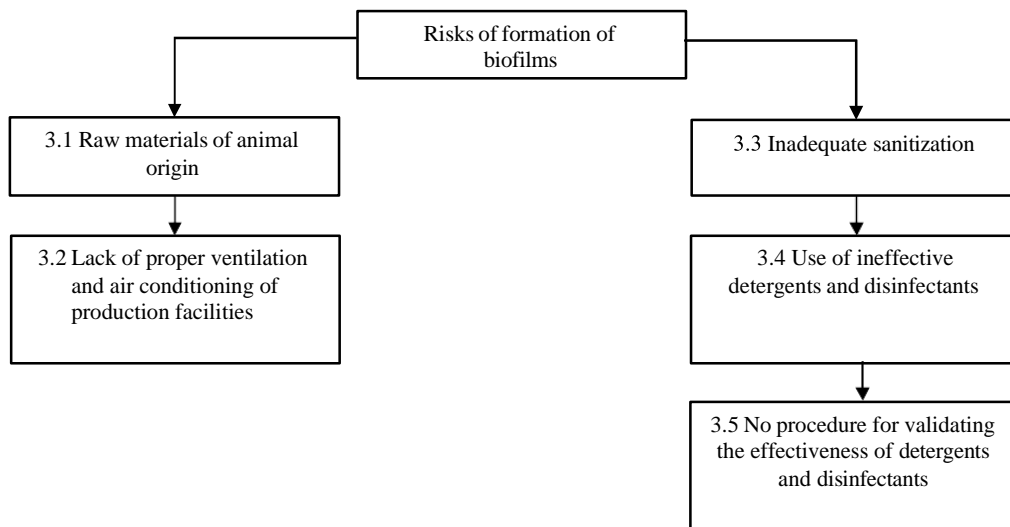 Risks of formation of
biofilms
3.1 Raw materials of animal
origin
3.2 Lack of proper ventilation
and air conditioning of
production facilities
3.3 Inadequate sanitization
3.4 Use of ineffective
detergents and disinfectants
3.5 No procedure for validating
the effectiveness of detergents
and disinfectants